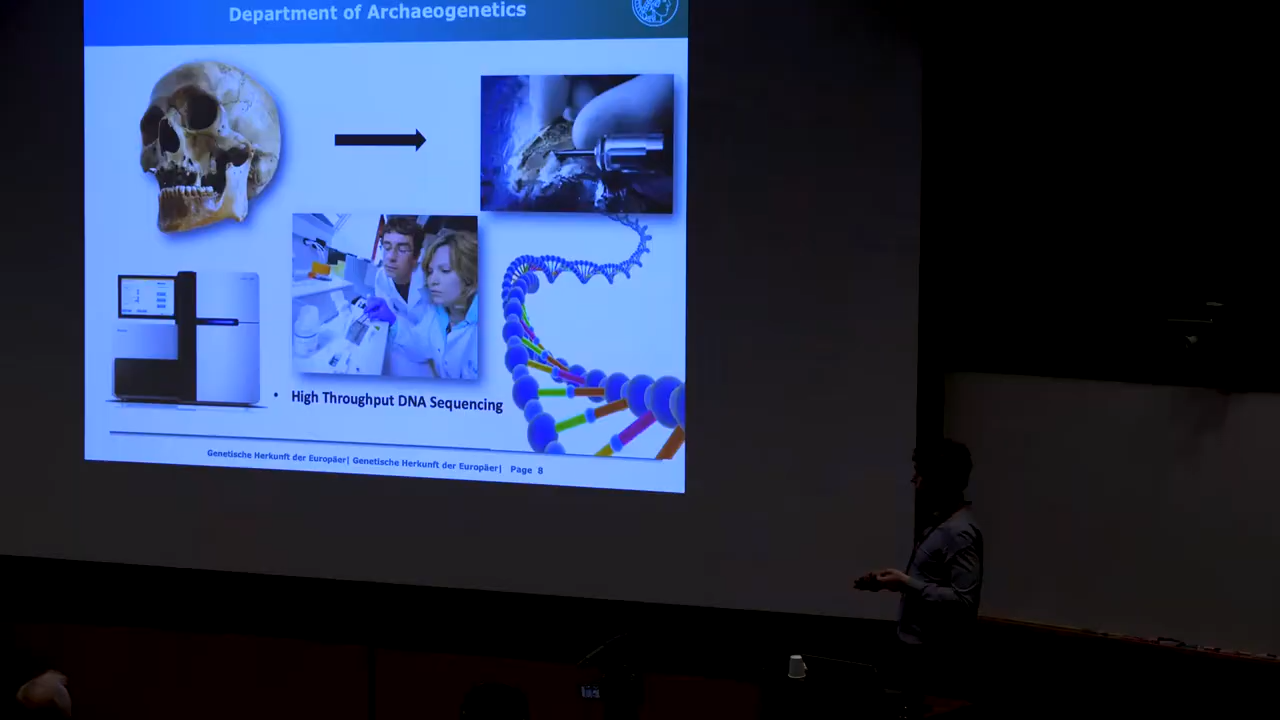 Department of Archaeogenetics
• High Throughput DNA Sequencing
Genetische Herkunft der Europäer| Genetische Herkunft der Europäer| Page 8